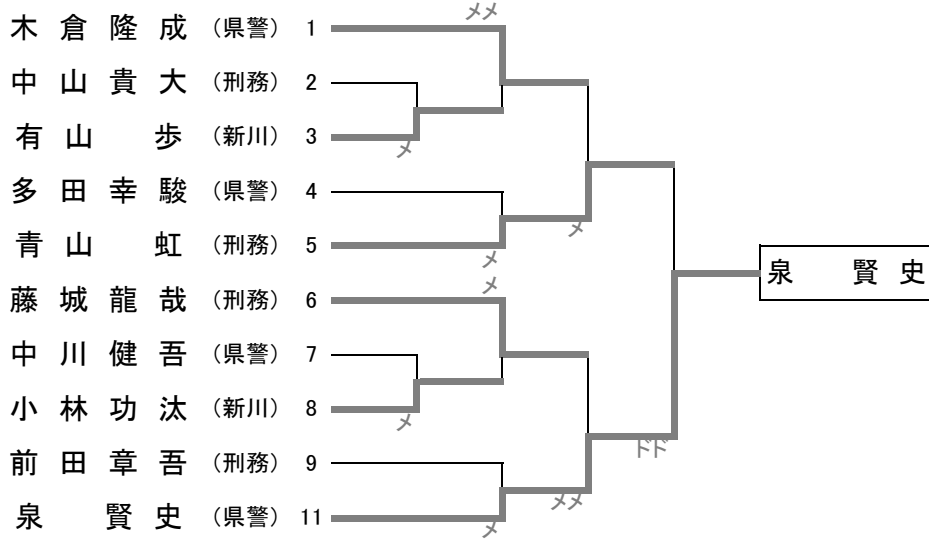 メメ
木倉隆成 (県警) 1
中山貴大 (刑務) 2
有山 歩 (新川) 3
メ
多田幸駿 (県警) 4
メ
青山 虹 (刑務) 5
メ
泉 賢史
メ
藤城龍哉 (刑務) 6
中川健吾 (県警) 7
小林功汰 (新川) 8
メ
ドド
前田章吾 (刑務) 9
メメ
泉 賢史 (県警) 11
メ